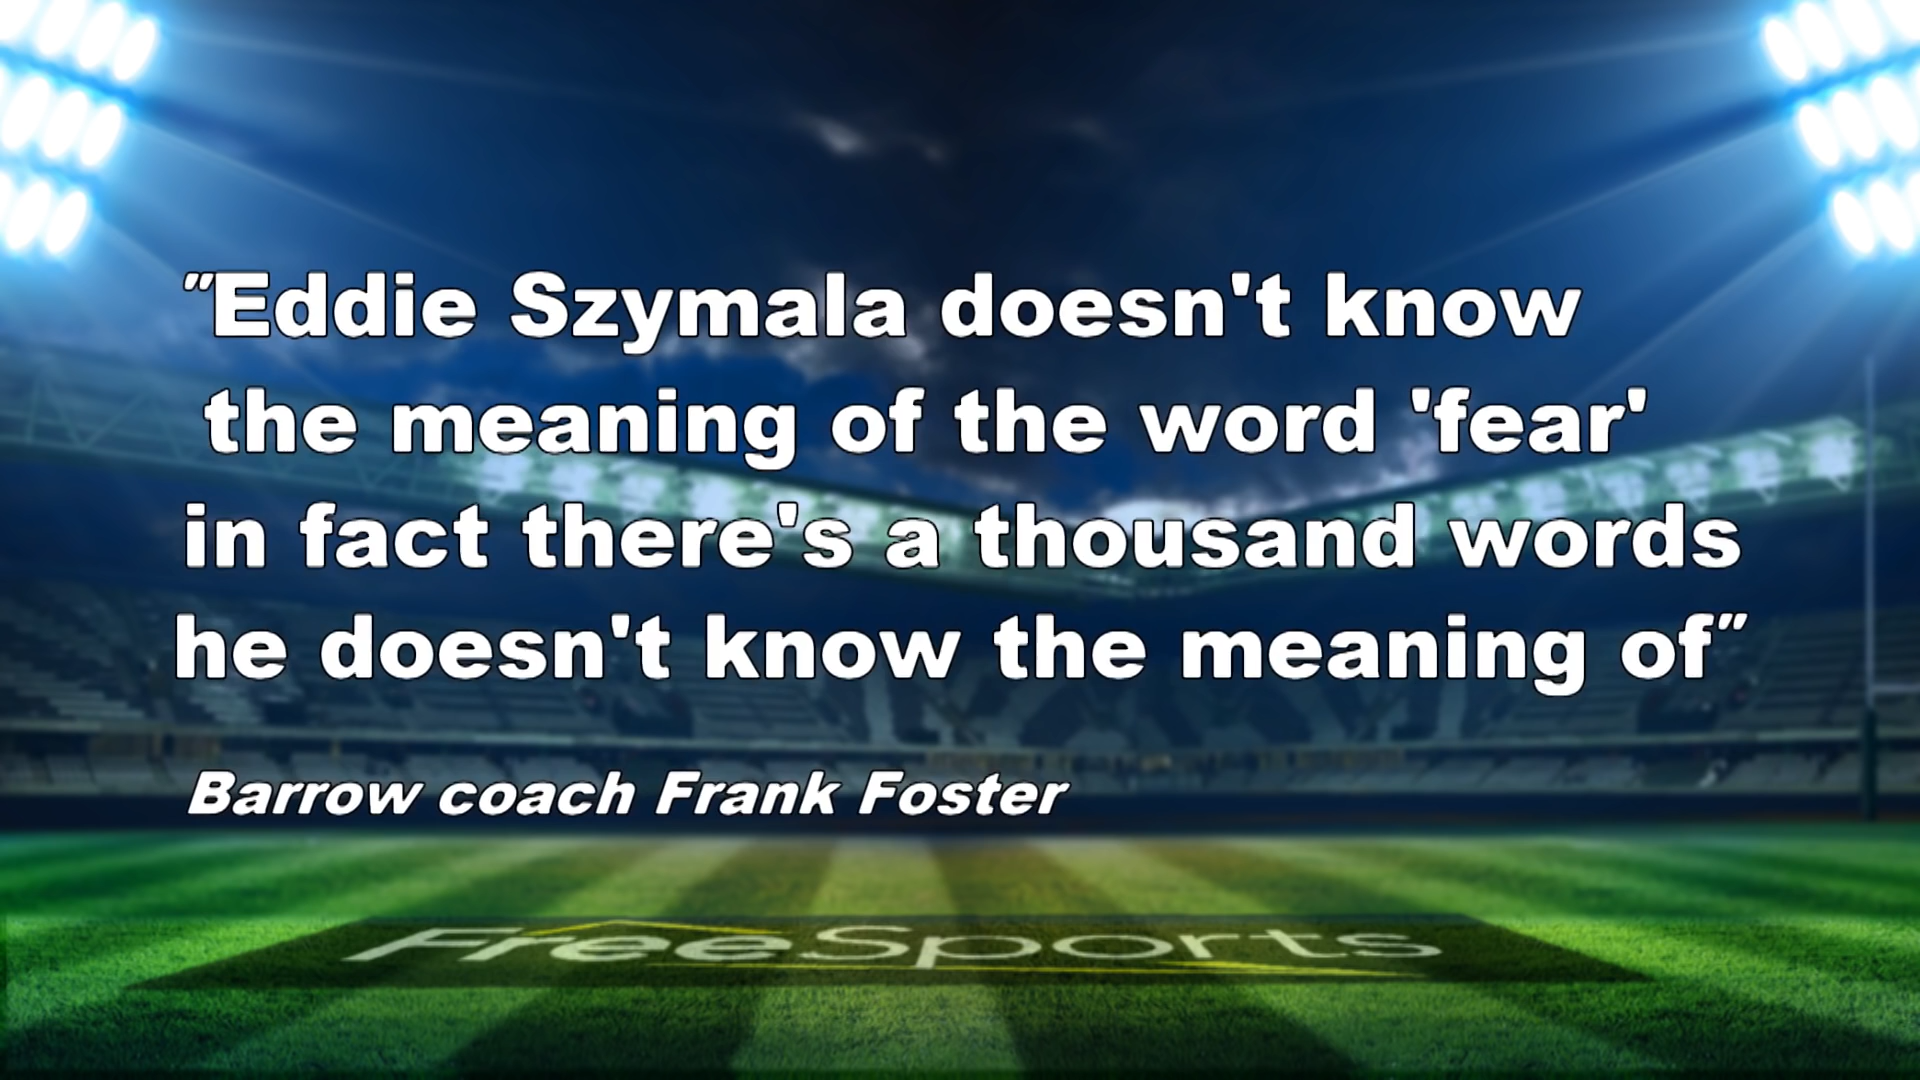 "Eddie Szymala doesn't know
the meaning of the word 'fear'
in fact there's a thousand words
he doesn't know the meaning of"
Barrow coach Frank Foster
FreeSports